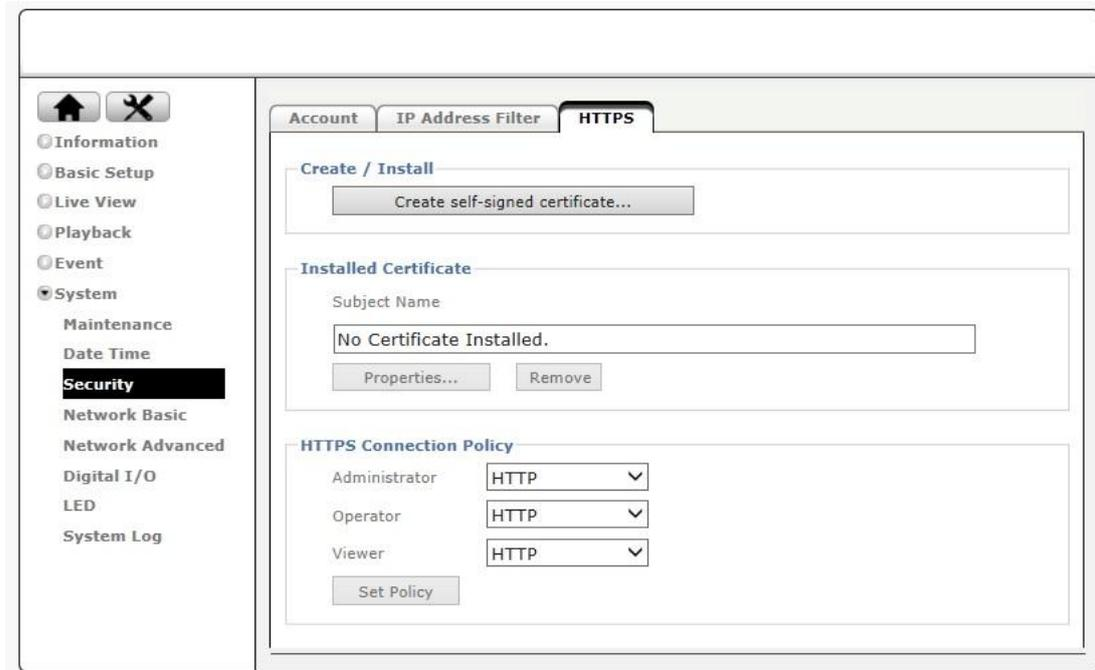 Account IP Address Filter HTTPS
Information
Basic Setup
Live View
Playback
Event
System
Maintenance
Date Time
Security
Network Basic
Network Advanced
Digital I/O
LED
System Log
Create / Install
Create self-signed certificate...
Installed Certificate
Subject Name
No Certificate Installed.
Properties... Remove
HTTPS Connection Policy
Administrator HTTP
Operator HTTP
Viewer HTTP
Set Policy